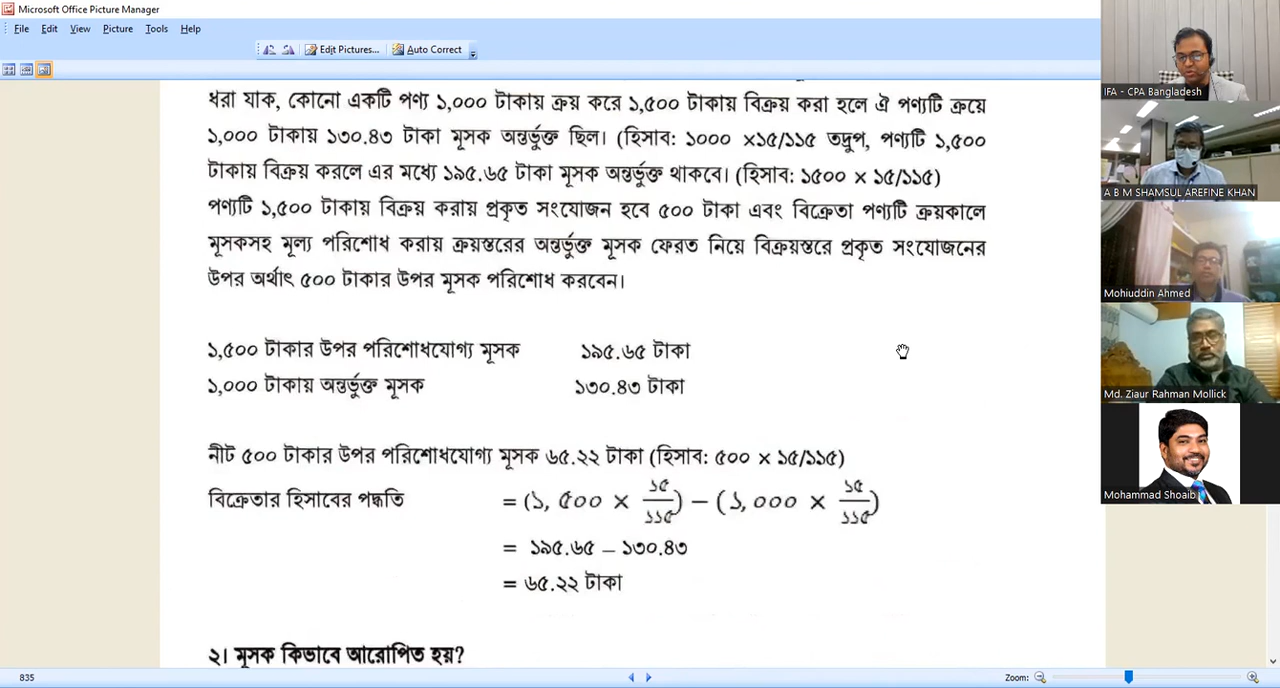 Microsoft Office Picture Manager
File Edit View Picture Tools Help
Edit Pictures... Auto Correct
ধরা যাক, কোনো একটি পণ্য ১,০০০ টাকায় ক্রয় করে ১,৫০০ টাকায় বিক্রয় করা হলে ঐ পণ্যটি ক্রয়ে
১,০০০ টাকায় ১৩০.৪৩ টাকা মূসক অন্তর্ভুক্ত ছিল। (হিসাব: ১০০০ ×১৫/১১৫ তদ্রুপ, পণ্যটি ১,৫০০
টাকায় বিক্রয় করলে এর মধ্যে ১৯৫.৬৫ টাকা মূসক অন্তর্ভুক্ত থাকবে। (হিসাব: ১৫০০ × ১৫/১১৫)
পণ্যটি ১,৫০০ টাকায় বিক্রয় করায় প্রকৃত সংযোজন হবে ৫০০ টাকা এবং বিক্রেতা পণ্যটি ক্রয়কালে
মূসকসহ মূল্য পরিশোধ করায় ক্রয়স্তরের অন্তর্ভুক্ত মূসক ফেরত নিয়ে বিক্রয়স্তরে প্রকৃত সংযোজনের
উপর অর্থাৎ ৫০০ টাকার উপর মূসক পরিশোধ করবেন।
১,৫০০ টাকার উপর পরিশোধযোগ্য মূসক ১৯৫.৬৫ টাকা
১,০০০ টাকায় অন্তর্ভুক্ত মূসক ১৩০.৪৩ টাকা
নীট ৫০০ টাকার উপর পরিশোধযোগ্য মূসক ৬৫.২২ টাকা (হিসাব: ৫০০ × ১৫/১১৫)
বিক্রেতার হিসাবের পদ্ধতি = (১, ৫০০ × ১৫/১১৫) − (১, ০০০ × ১৫/১১৫)
= ১৯৫.৬৫ – ১৩০.৪৩
= ৬৫.২২ টাকা
২। মূসক কিভাবে আরোপিত হয়?
835
Zoom:
IFA - CPA Bangladesh
A B M SHAMSUL AREFINE KHAN
Mohiuddin Ahmed
Md. Ziaur Rahman Mollick
Mohammad Shoaib